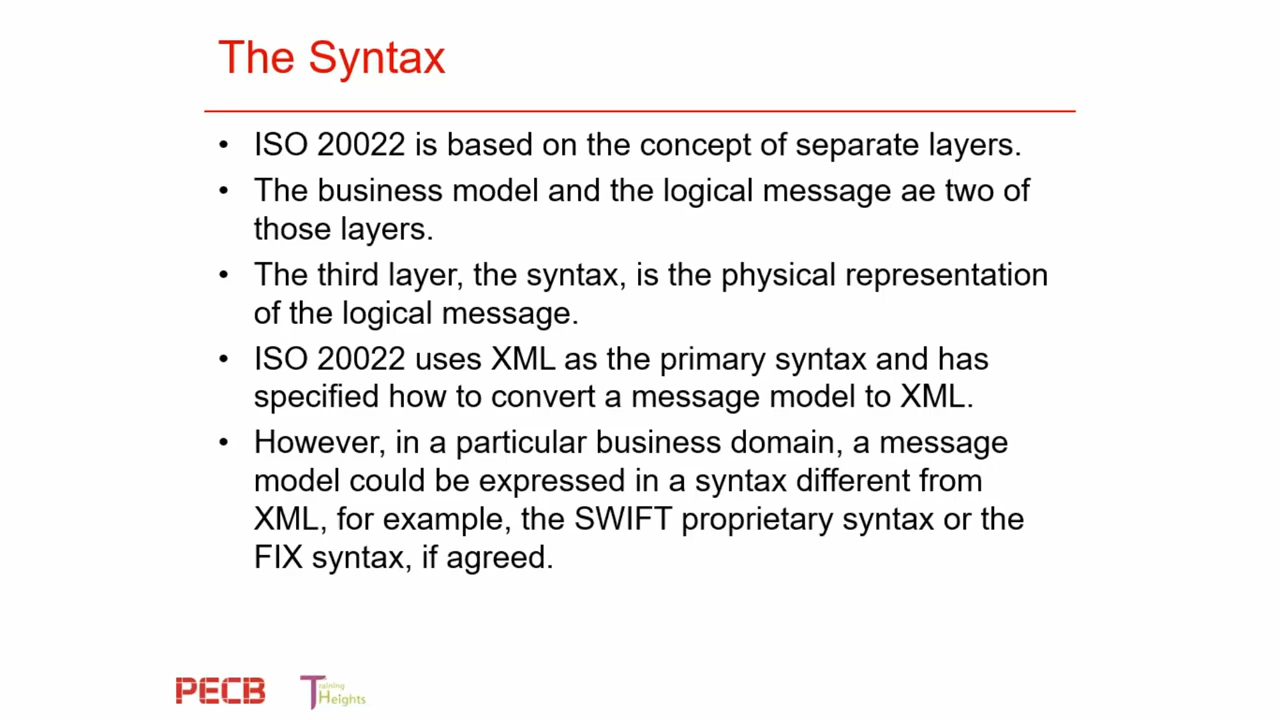 The Syntax
• ISO 20022 is based on the concept of separate layers.
• The business model and the logical message ae two of
those layers.
• The third layer, the syntax, is the physical representation
of the logical message.
• ISO 20022 uses XML as the primary syntax and has
specified how to convert a message model to XML.
• However, in a particular business domain, a message
model could be expressed in a syntax different from
XML, for example, the SWIFT proprietary syntax or the
FIX syntax, if agreed.
PECB
Training
Heights